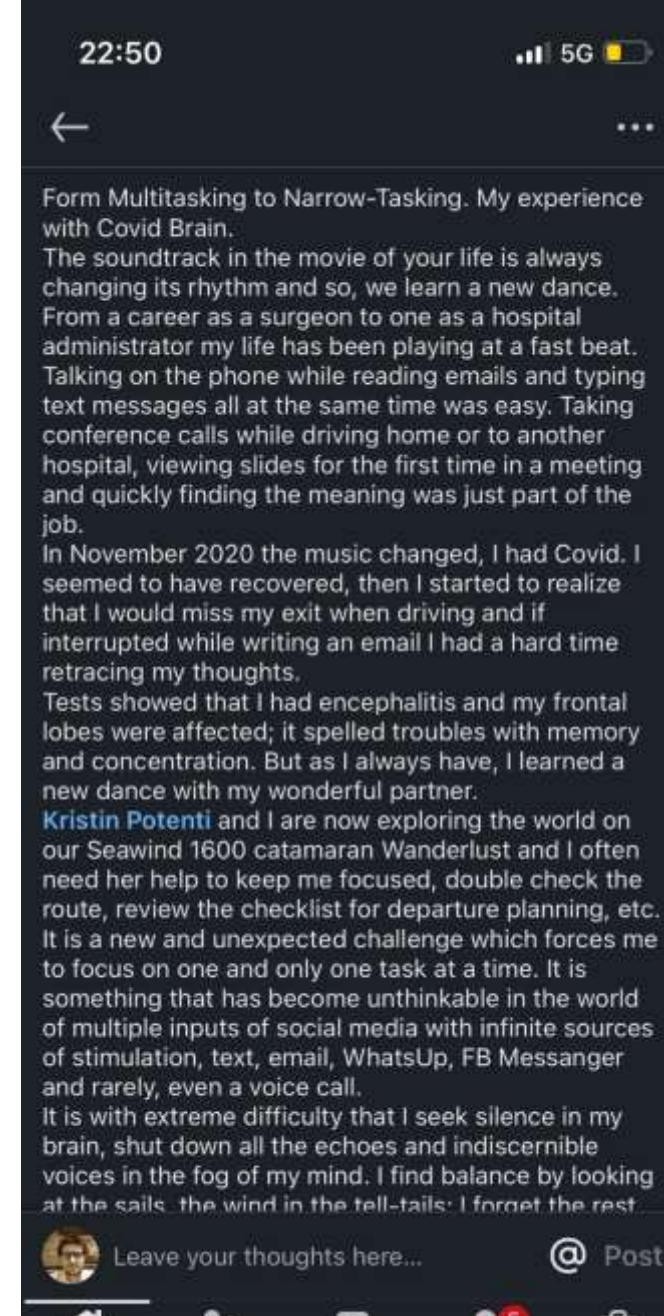 22:50
5G
Form Multitasking to Narrow-Tasking. My experience
with Covid Brain.
The soundtrack in the movie of your life is always
changing its rhythm and so, we learn a new dance.
From a career as a surgeon to one as a hospital
administrator my life has been playing at a fast beat.
Talking on the phone while reading emails and typing
text messages all at the same time was easy. Taking
conference calls while driving home or to another
hospital, viewing slides for the first time in a meeting
and quickly finding the meaning was just part of the
job.
In November 2020 the music changed, I had Covid. I
seemed to have recovered, then I started to realize
that I would miss my exit when driving and if
interrupted while writing an email I had a hard time
retracing my thoughts.
Tests showed that I had encephalitis and my frontal
lobes were affected; it spelled troubles with memory
and concentration. But as I always have, I learned a
new dance with my wonderful partner.
Kristin Potenti and I are now exploring the world on
our Seawind 1600 catamaran Wanderlust and I often
need her help to keep me focused, double check the
route, review the checklist for departure planning, etc.
It is a new and unexpected challenge which forces me
to focus on one and only one task at a time. It is
something that has become unthinkable in the world
of multiple inputs of social media with infinite sources
of stimulation, text, email, WhatsUp, FB Messanger
and rarely, even a voice call.
It is with extreme difficulty that I seek silence in my
brain, shut down all the echoes and indiscernible
voices in the fog of my mind. I find balance by looking
at the sails, the wind in the tell-tails; I forget the rest
Leave your thoughts here... @ Post